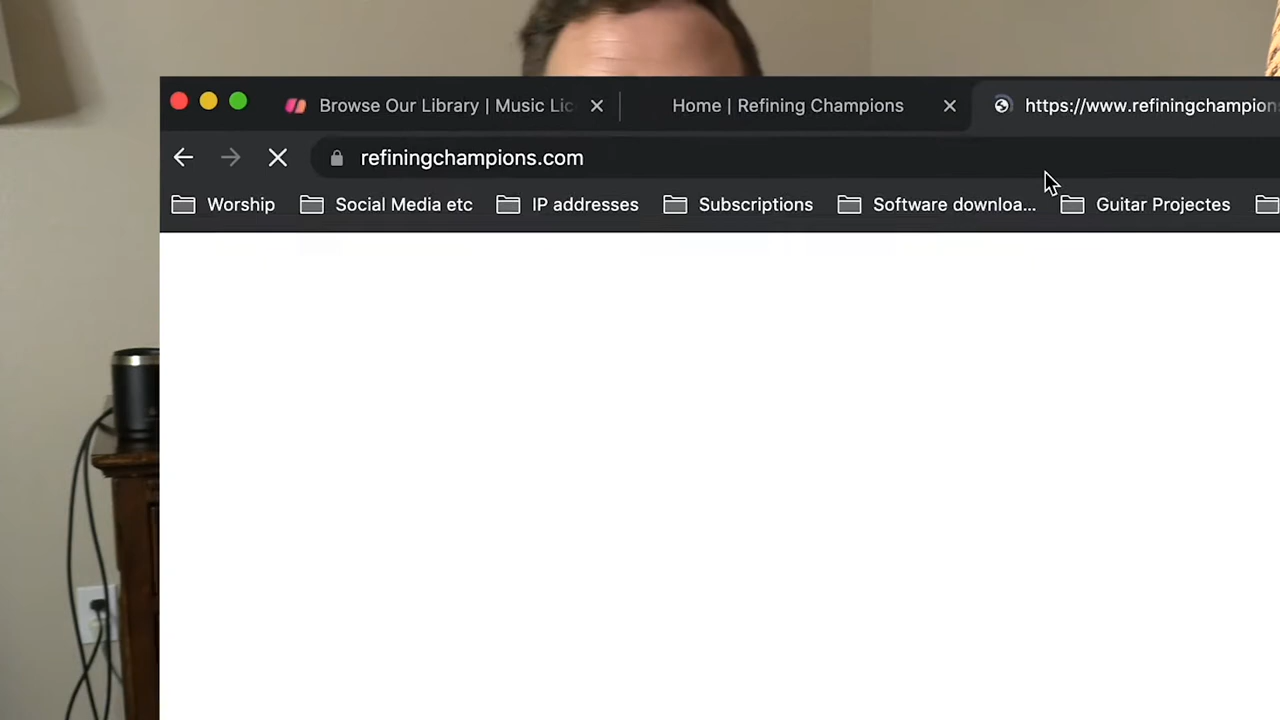 Browse Our Library | Music Lic
Home | Refining Champions
https://www.refiningchampion
refiningchampions.com
Worship
Social Media etc
IP addresses
Subscriptions
Software downloa...
Guitar Projectes